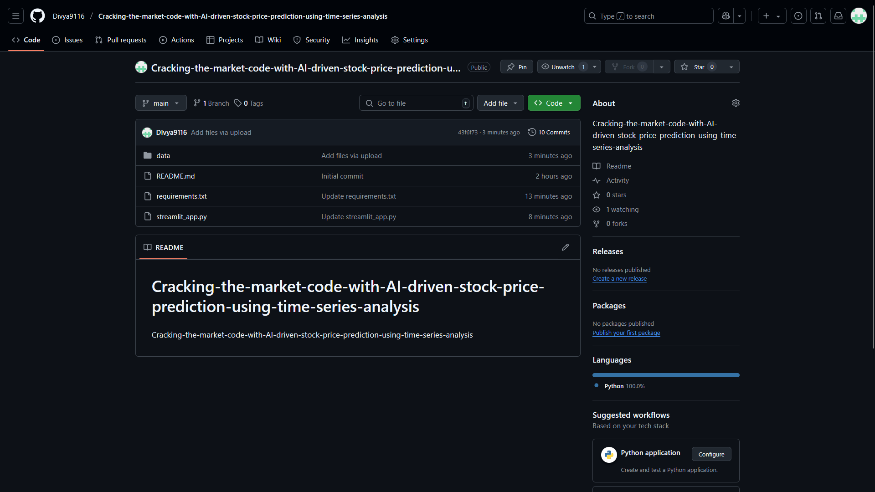 Divya9116 / Cracking-the-market-code-with-AI-driven-stock-price-prediction-using-time-series-analysis
Type / to search
Code Issues Pull requests Actions Projects Wiki Security Insights Settings
Cracking-the-market-code-with-AI-driven-stock-price-prediction-u... Public
Pin Unwatch 1 Fork 0 Star 0
main 1 Branch 0 Tags
Go to file t
Add file Code
Divya9116 Add files via upload
3 minutes ago 10 Commits
data Add files via upload 3 minutes ago
README.md Initial commit 2 hours ago
requirements.txt Update requirements.txt 13 minutes ago
streamlit_app.py Update streamlit_app.py 8 minutes ago
README
Cracking-the-market-code-with-AI-driven-stock-price-
prediction-using-time-series-analysis
Cracking-the-market-code-with-AI-driven-stock-price-prediction-using-time-series-analysis
About
Cracking-the-market-code-with-AI-
driven-stock-price-prediction-using-time-
series-analysis
Readme
Activity
0 stars
1 watching
0 forks
Releases
No releases published
Create a new release
Packages
No packages published
Publish your first package
Languages
Python 100.0%
Suggested workflows
Based on your tech stack
Python application Configure
Create and test a Python application.